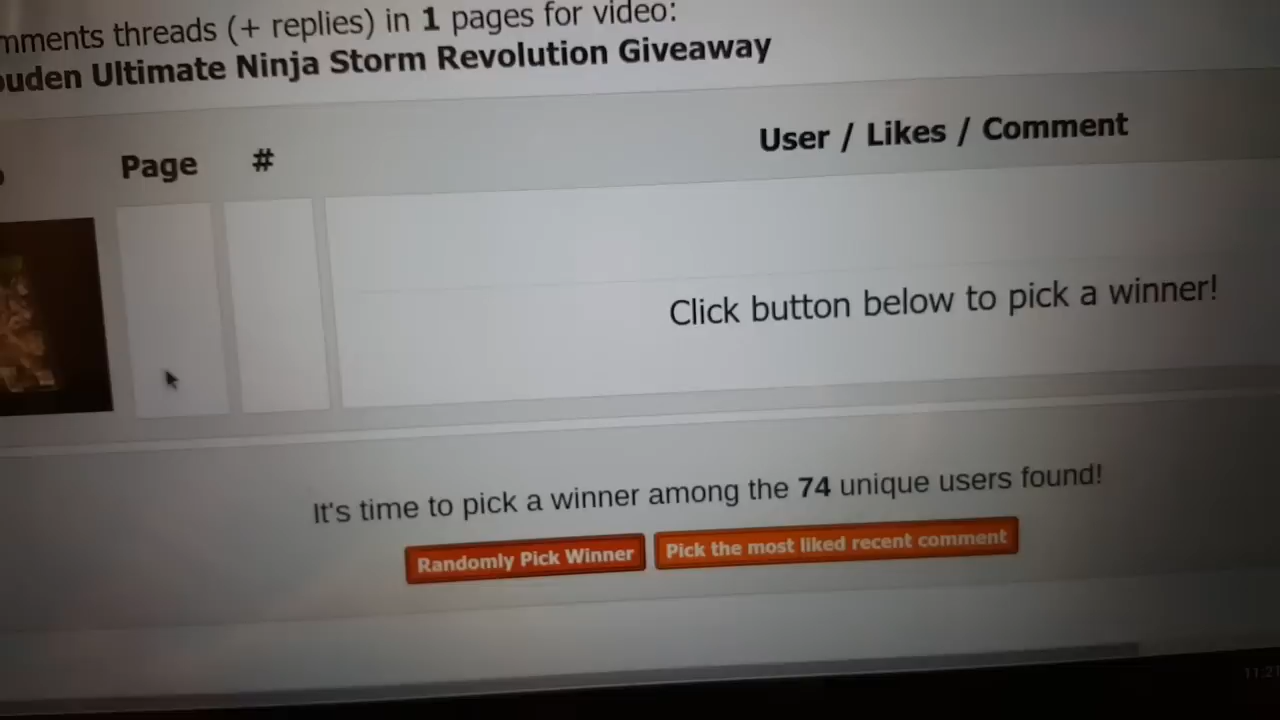 threads (+ replies) in 1 pages for video:
Ultimate Ninja Storm Revolution Giveaway
Page # User / Likes / Comment
Click button below to pick a winner!
It's time to pick a winner among the 74 unique users found!
Randomly Pick Winner Pick the most liked recent comment